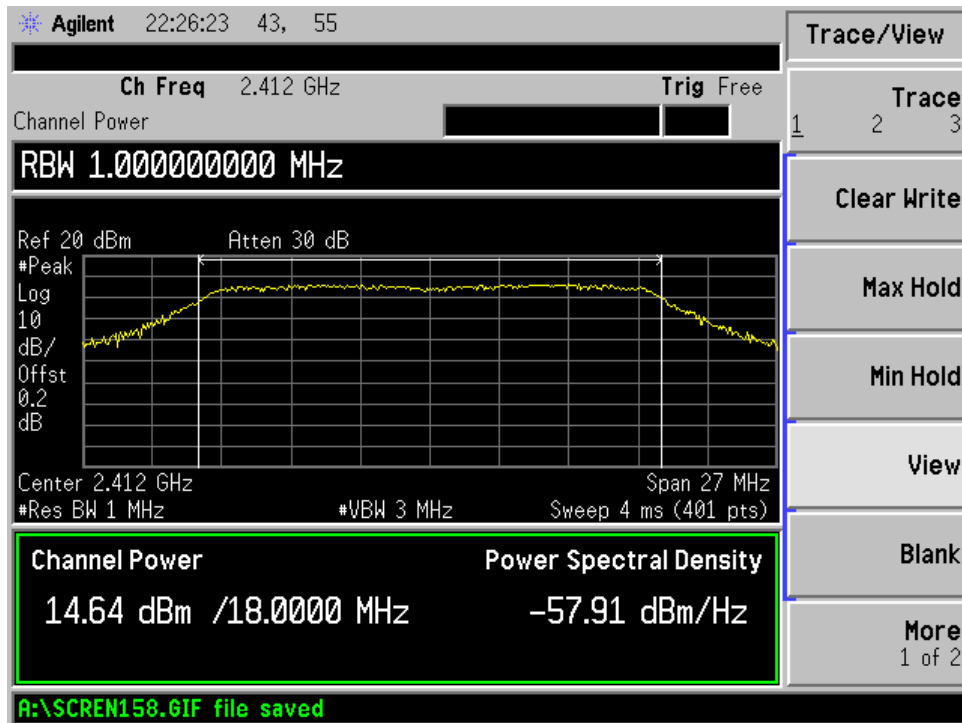 Agilent 22:26:23 43, 55
Trace/View
Ch Freq 2.412 GHz Trig Free
Channel Power
Trace
1 2 3
RBW 1.000000000 MHz
Clear Write
Ref 20 dBm Atten 30 dB
#Peak
Log
10
dB/
Offst
0.2
dB
Max Hold
Min Hold
View
Center 2.412 GHz Span 27 MHz
#Res BW 1 MHz #VBW 3 MHz Sweep 4 ms (401 pts)
Blank
Channel Power Power Spectral Density
14.64 dBm /18.0000 MHz -57.91 dBm/Hz
More
1 of 2
A:\SCREN158.GIF file saved